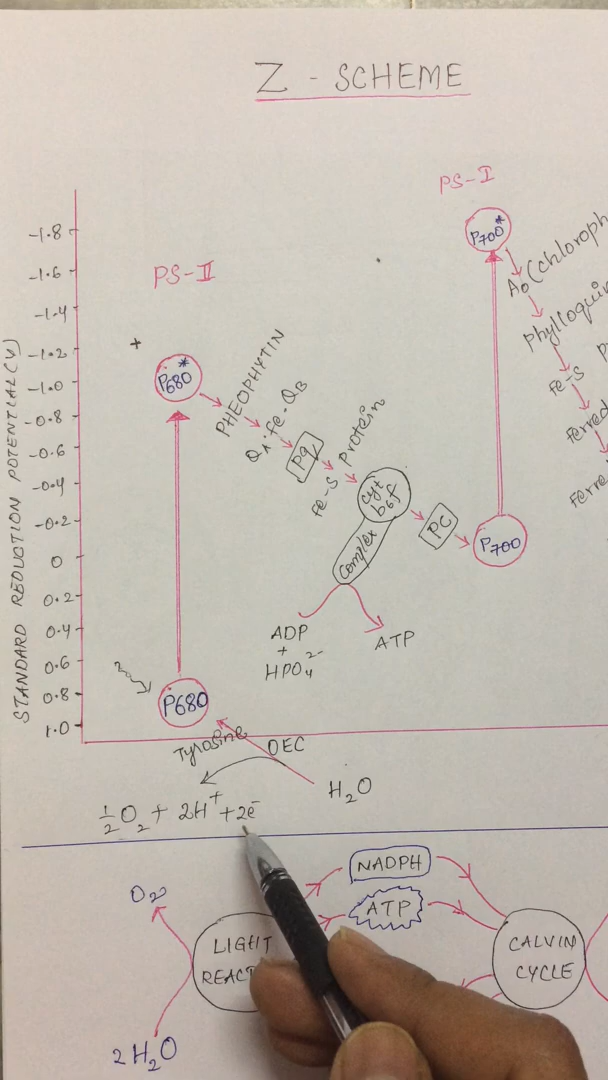 Z - SCHEME
PS-I
P700*
A0 (chloroph
Phylloquin
Fe-S
Ferred
Ferre
PS-II
+
P680*
PHEOPHYTIN
QA·Fe-QB
PQ
Fe-S Protein
Cyt b6f
Complex
PC
P700
ADP
+
HPO4 2-
ATP
STANDARD REDUCTION POTENTIAL (V)
-1.8
-1.6
-1.4
-1.2
-1.0
-0.8
-0.6
-0.4
-0.2
0
0.2
0.4
0.6
0.8
1.0
P680
Tyrosine
OEC
H2O
½O2 + 2H+ + 2e-
O2
NADPH
ATP
LIGHT
REAC
CALVIN
CYCLE
2H2O